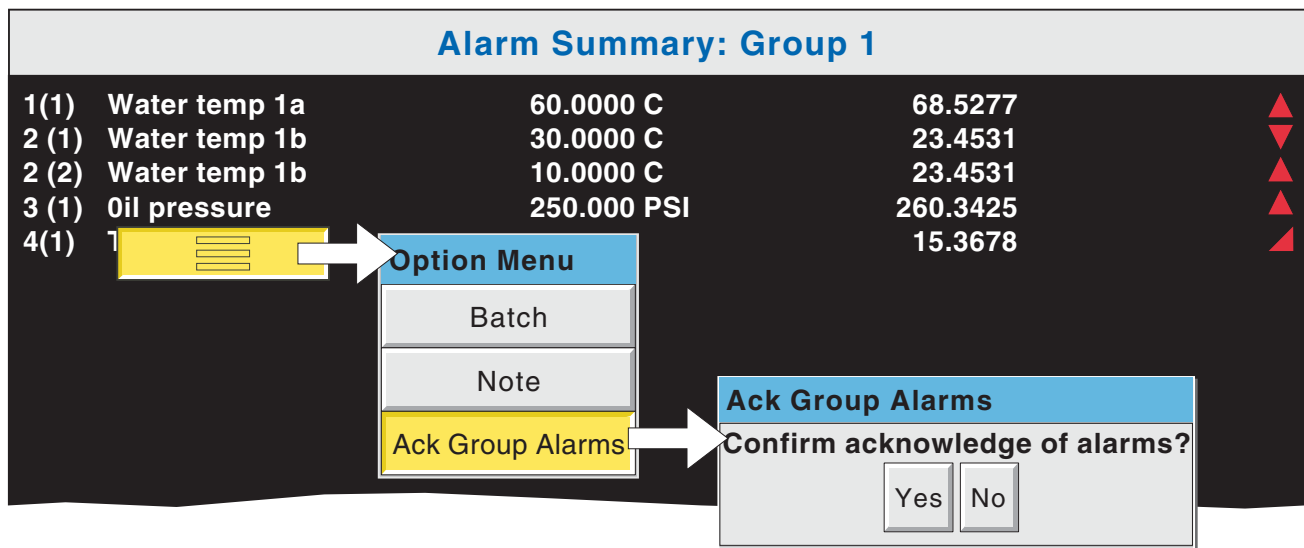 Alarm Summary: Group 1
1(1) Water temp 1a 60.0000 C 68.5277
2 (1) Water temp 1b 30.0000 C 23.4531
2 (2) Water temp 1b 10.0000 C 23.4531
3 (1) 0il pressure 250.000 PSI 260.3425
4(1) 15.3678
Option Menu
Batch
Note
Ack Group Alarms
Ack Group Alarms
Confirm acknowledge of alarms?
Yes No